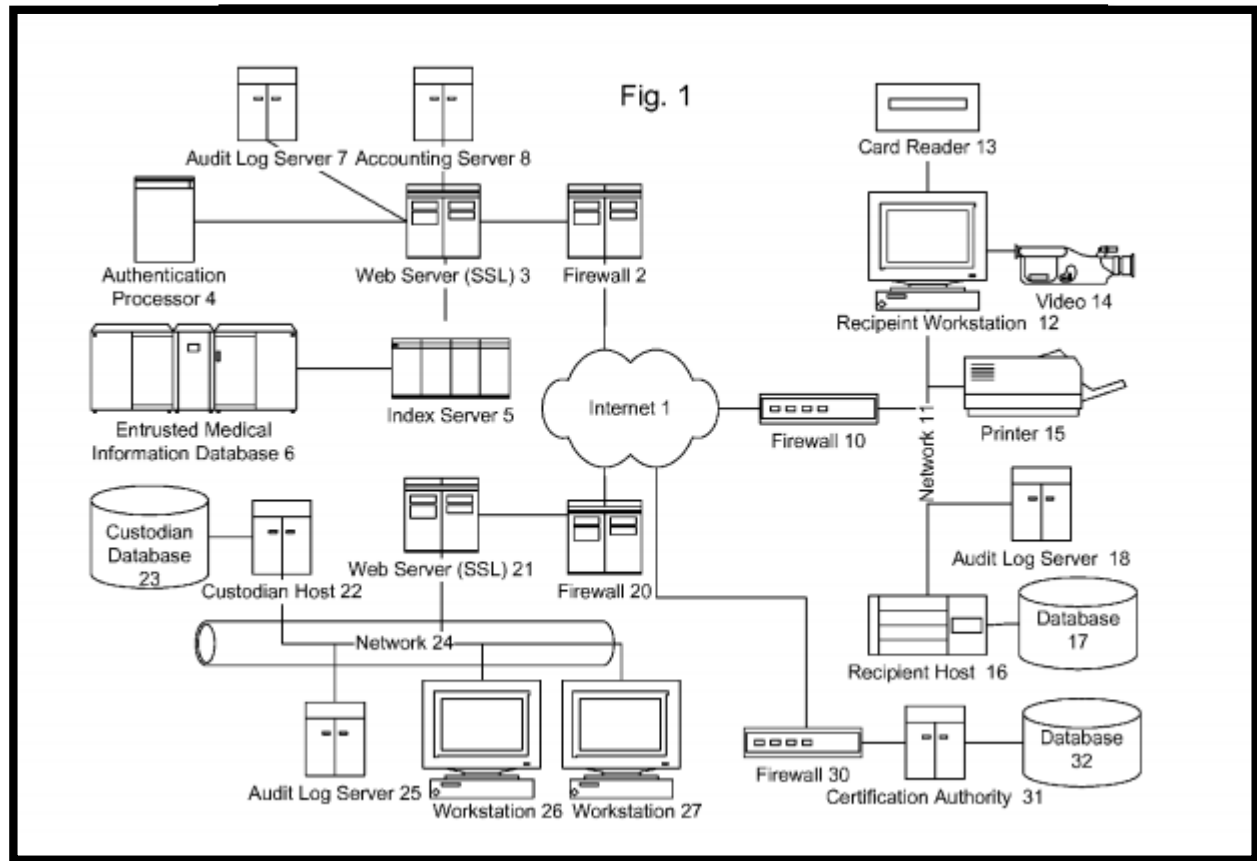 Fig. 1
Audit Log Server 7
Accounting Server 8
Card Reader 13
Authentication
Processor 4
Web Server (SSL) 3
Firewall 2
Video 14
Recipeint Workstation 12
Entrusted Medical
Information Database 6
Index Server 5
Internet 1
Firewall 10
Network 11
Printer 15
Custodian
Database
23
Custodian Host 22
Web Server (SSL) 21
Firewall 20
Audit Log Server 18
Network 24
Recipient Host 16
Database
17
Audit Log Server 25
Workstation 26
Workstation 27
Firewall 30
Certification Authority 31
Database
32